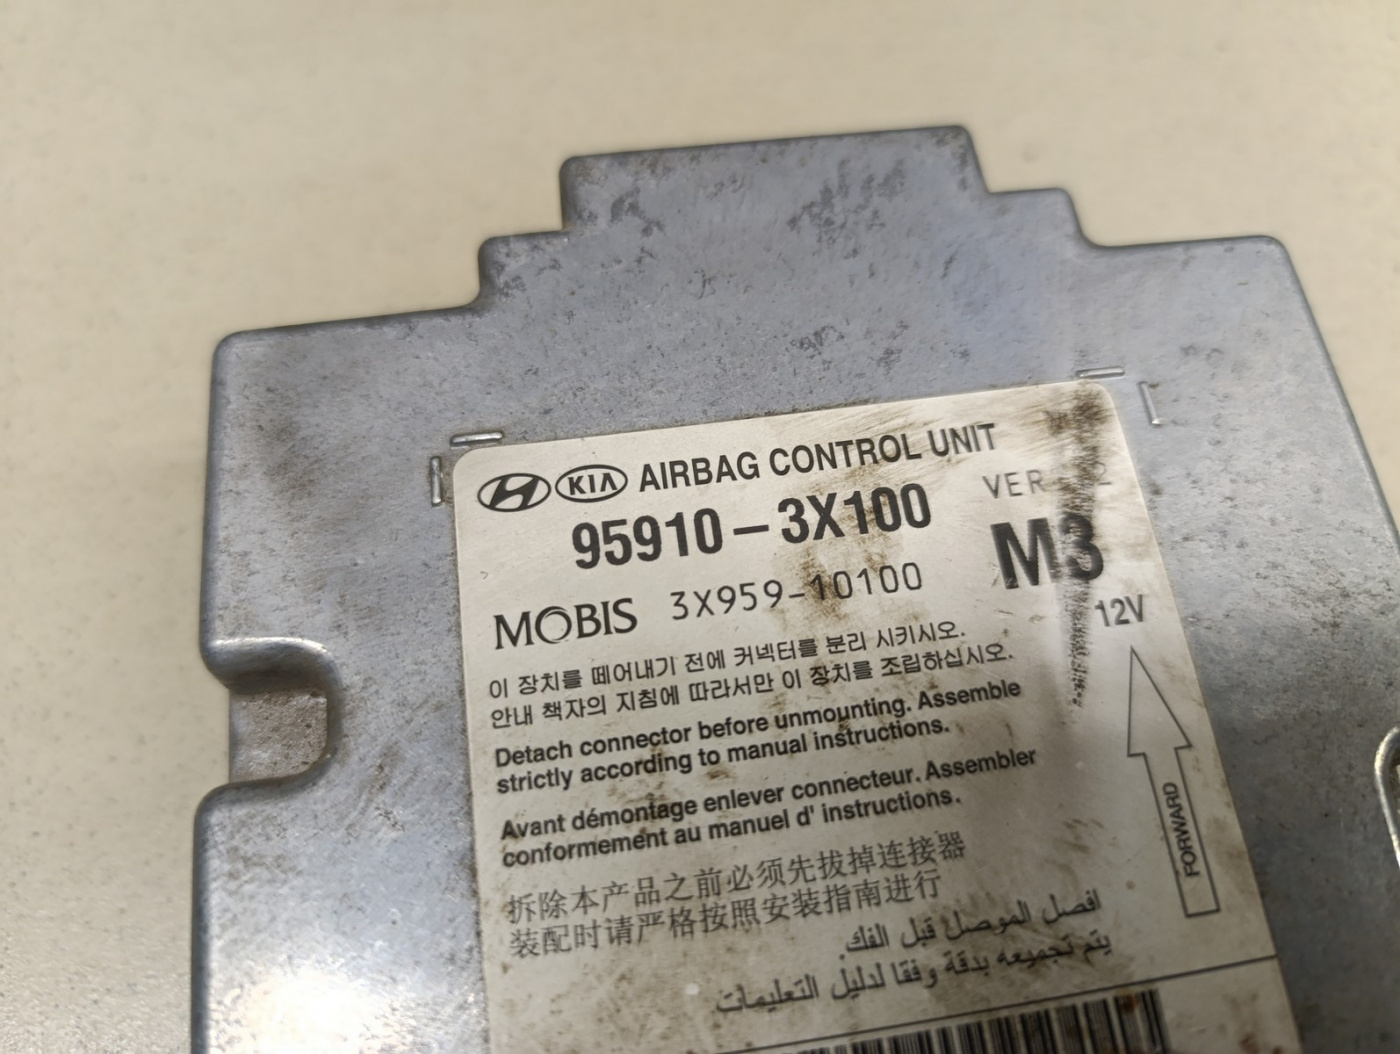 KIA AIRBAG CONTROL UNIT
95910-3X100
VER
M3
MOBIS 3X959-10100
12V
이 장치를 떼어내기 전에 커넥터를 분리 시키시오.
안내 책자의 지침에 따라서만 이 장치를 조립하십시오.
Detach connector before unmounting. Assemble
strictly according to manual instructions.
Avant démontage enlever connecteur. Assembler
conformement au manuel d' instructions.
FORWARD
拆除本产品之前必须先拔掉连接器
装配时请严格按照安装指南进行
افصل الموصل قبل الفك.
يتم تجميعه بدقة وفقا لدليل التعليمات